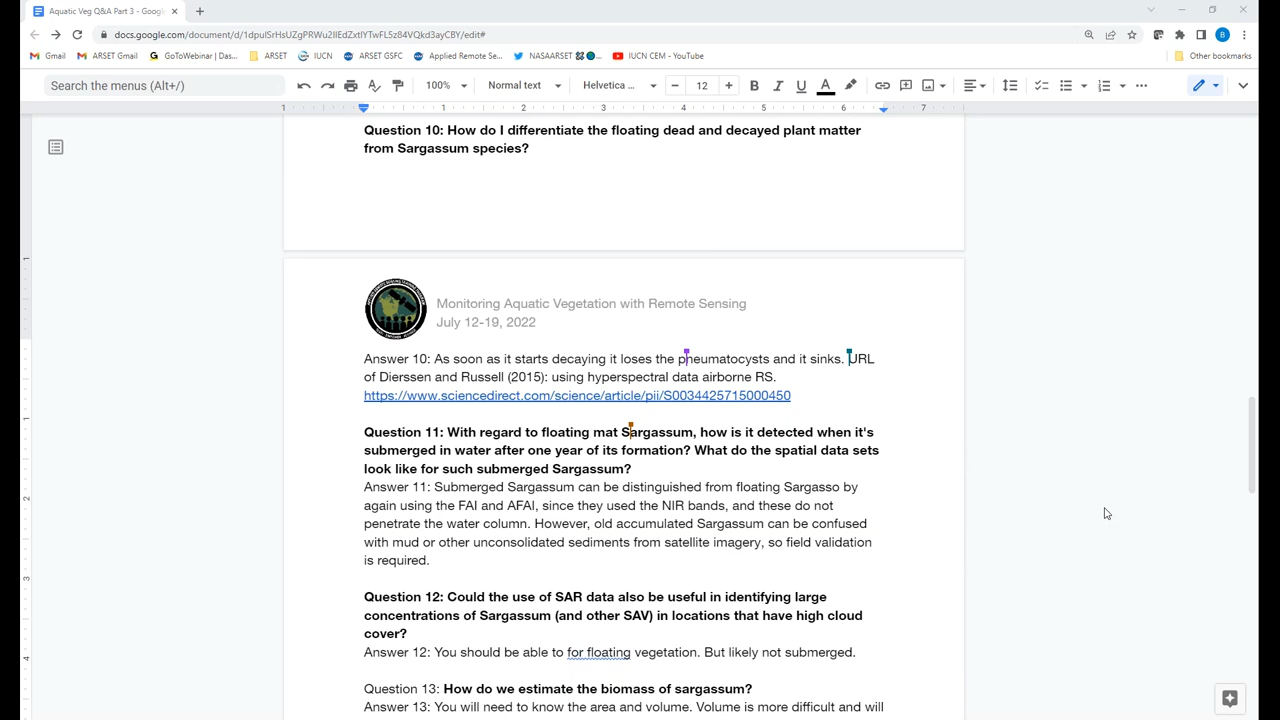 Aquatic Veg Q&A Part 3 - Googl
docs.google.com/document/d/1dpulSrHsUZgPRWu2IIEdZxtIYTwFL5z84VQkd3ayCBY/edit#
Gmail ARSET Gmail GoToWebinar | Das... ARSET IUCN ARSET GSFC Applied Remote Se... NASAARSET IUCN CEM - YouTube Other bookmarks
Search the menus (Alt+/) 100% Normal text Helvetica ... 12 B I U A
1 1 2 3 4 5 6 7
Question 10: How do I differentiate the floating dead and decayed plant matter
from Sargassum species?
Monitoring Aquatic Vegetation with Remote Sensing
July 12-19, 2022
Answer 10: As soon as it starts decaying it loses the pneumatocysts and it sinks. URL
of Dierssen and Russell (2015): using hyperspectral data airborne RS.
https://www.sciencedirect.com/science/article/pii/S0034425715000450
Question 11: With regard to floating mat Sargassum, how is it detected when it's
submerged in water after one year of its formation? What do the spatial data sets
look like for such submerged Sargassum?
Answer 11: Submerged Sargassum can be distinguished from floating Sargasso by
again using the FAI and AFAI, since they used the NIR bands, and these do not
penetrate the water column. However, old accumulated Sargassum can be confused
with mud or other unconsolidated sediments from satellite imagery, so field validation
is required.
Question 12: Could the use of SAR data also be useful in identifying large
concentrations of Sargassum (and other SAV) in locations that have high cloud
cover?
Answer 12: You should be able to for floating vegetation. But likely not submerged.
Question 13: How do we estimate the biomass of sargassum?
Answer 13: You will need to know the area and volume. Volume is more difficult and will